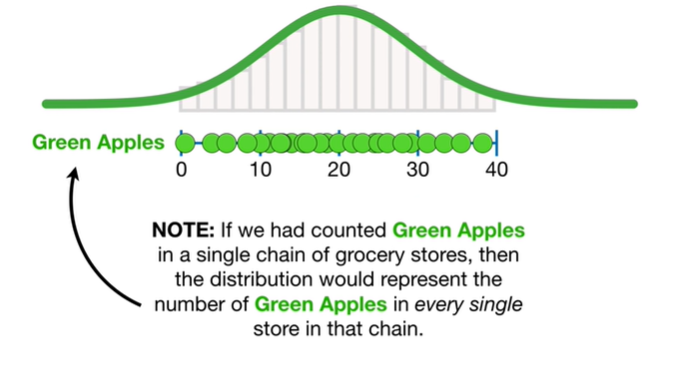 Green Apples
0 10 20 30 40
NOTE: If we had counted Green Apples
in a single chain of grocery stores, then
the distribution would represent the
number of Green Apples in every single
store in that chain.